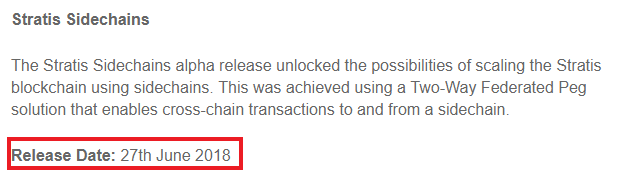 Stratis Sidechains
The Stratis Sidechains alpha release unlocked the possibilities of scaling the Stratis
blockchain using sidechains. This was achieved using a Two-Way Federated Peg
solution that enables cross-chain transactions to and from a sidechain.
Release Date: 27th June 2018